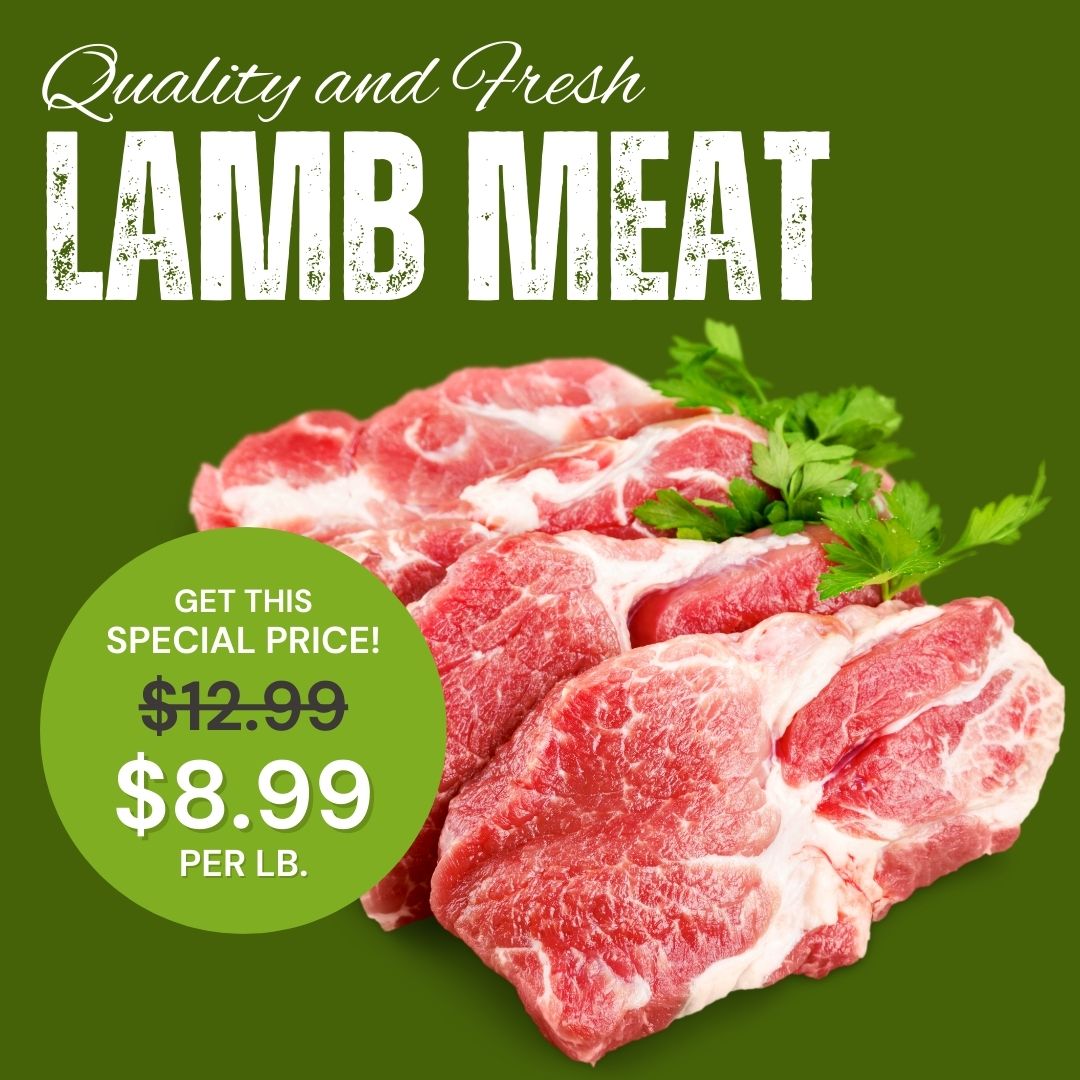 Quality and Fresh
LAMB MEAT
GET THIS
SPECIAL PRICE!
$12.99
$8.99
PER LB.